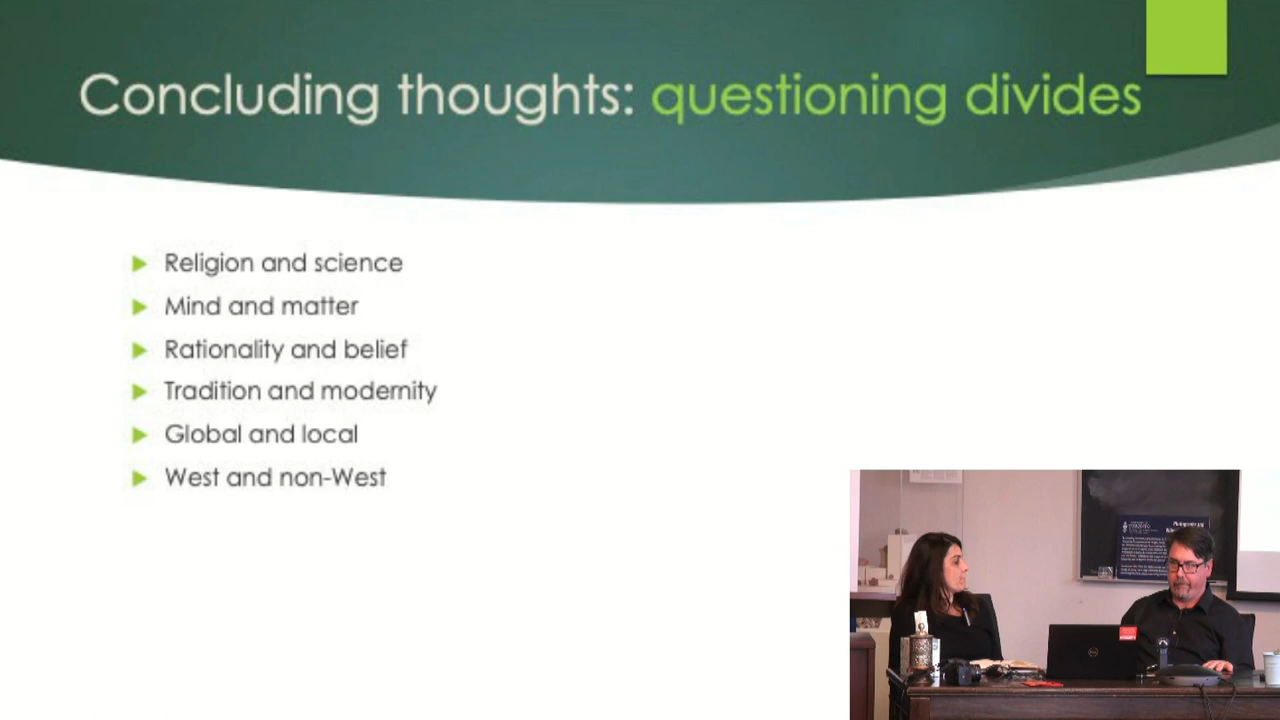 Concluding thoughts: questioning divides
Religion and science
Mind and matter
Rationality and belief
Tradition and modernity
Global and local
West and non-West